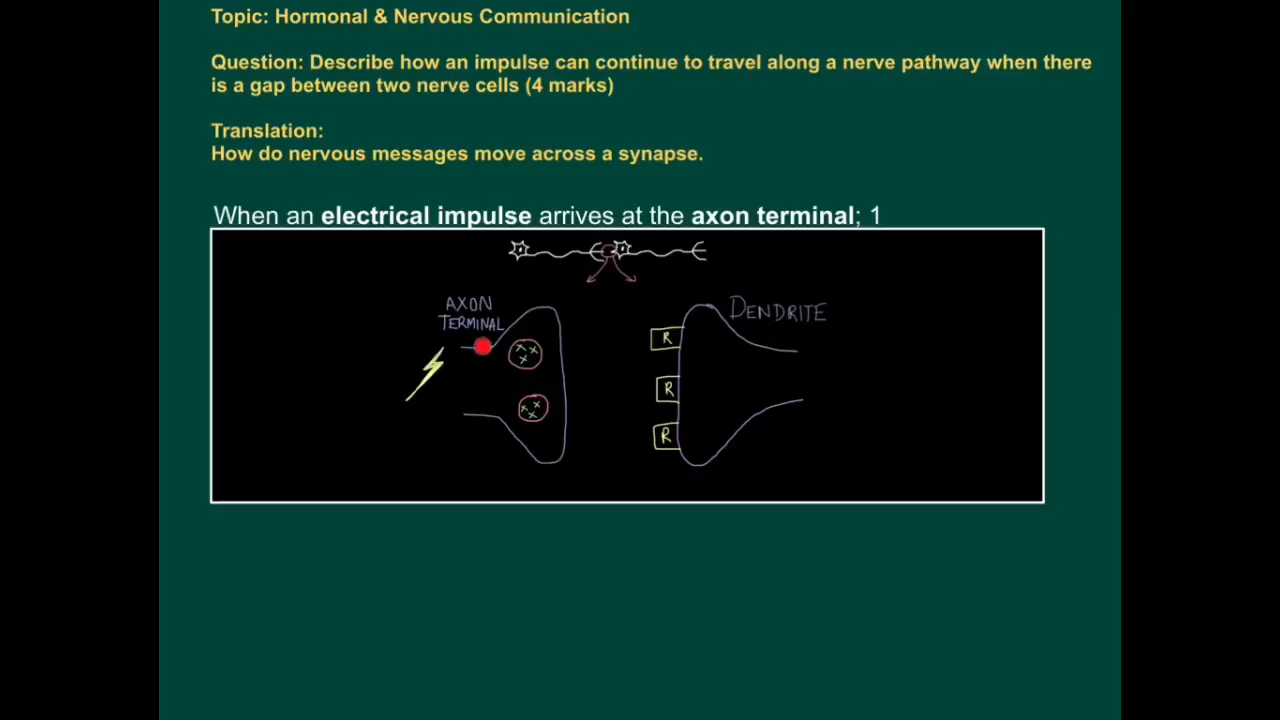 Topic: Hormonal & Nervous Communication
Question: Describe how an impulse can continue to travel along a nerve pathway when there
is a gap between two nerve cells (4 marks)
Translation:
How do nervous messages move across a synapse.
When an electrical impulse arrives at the axon terminal; 1
AXON
TERMINAL
DENDRITE
R
R
R